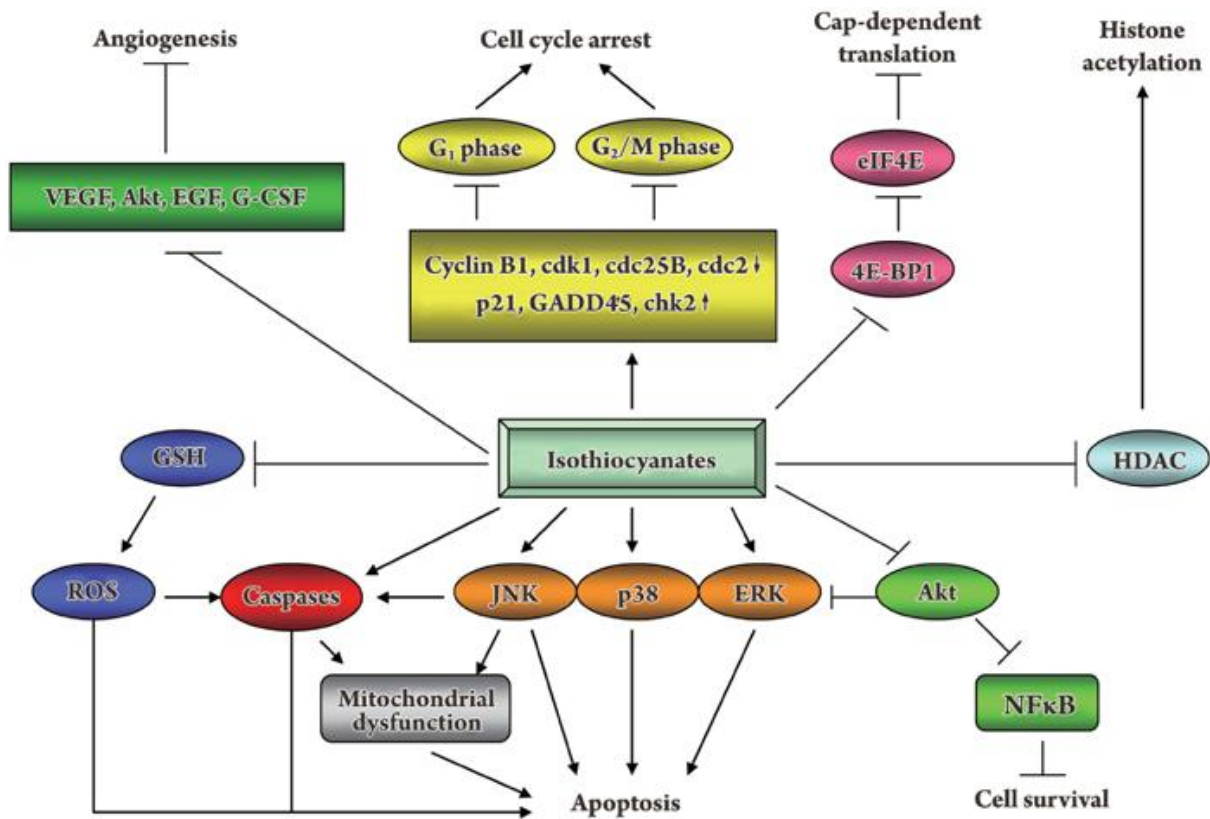 Angiogenesis
Cell cycle arrest
Cap-dependent
translation
Histone
acetylation
G₁ phase
G₂/M phase
eIF4E
VEGF, Akt, EGF, G-CSF
Cyclin B1, cdk1, cdc25B, cdc2↓
p21, GADD45, chk2↑
4E-BP1
GSH
Isothiocyanates
HDAC
ROS
Caspases
JNK
p38
ERK
Akt
Mitochondrial
dysfunction
NFκB
Apoptosis
Cell survival